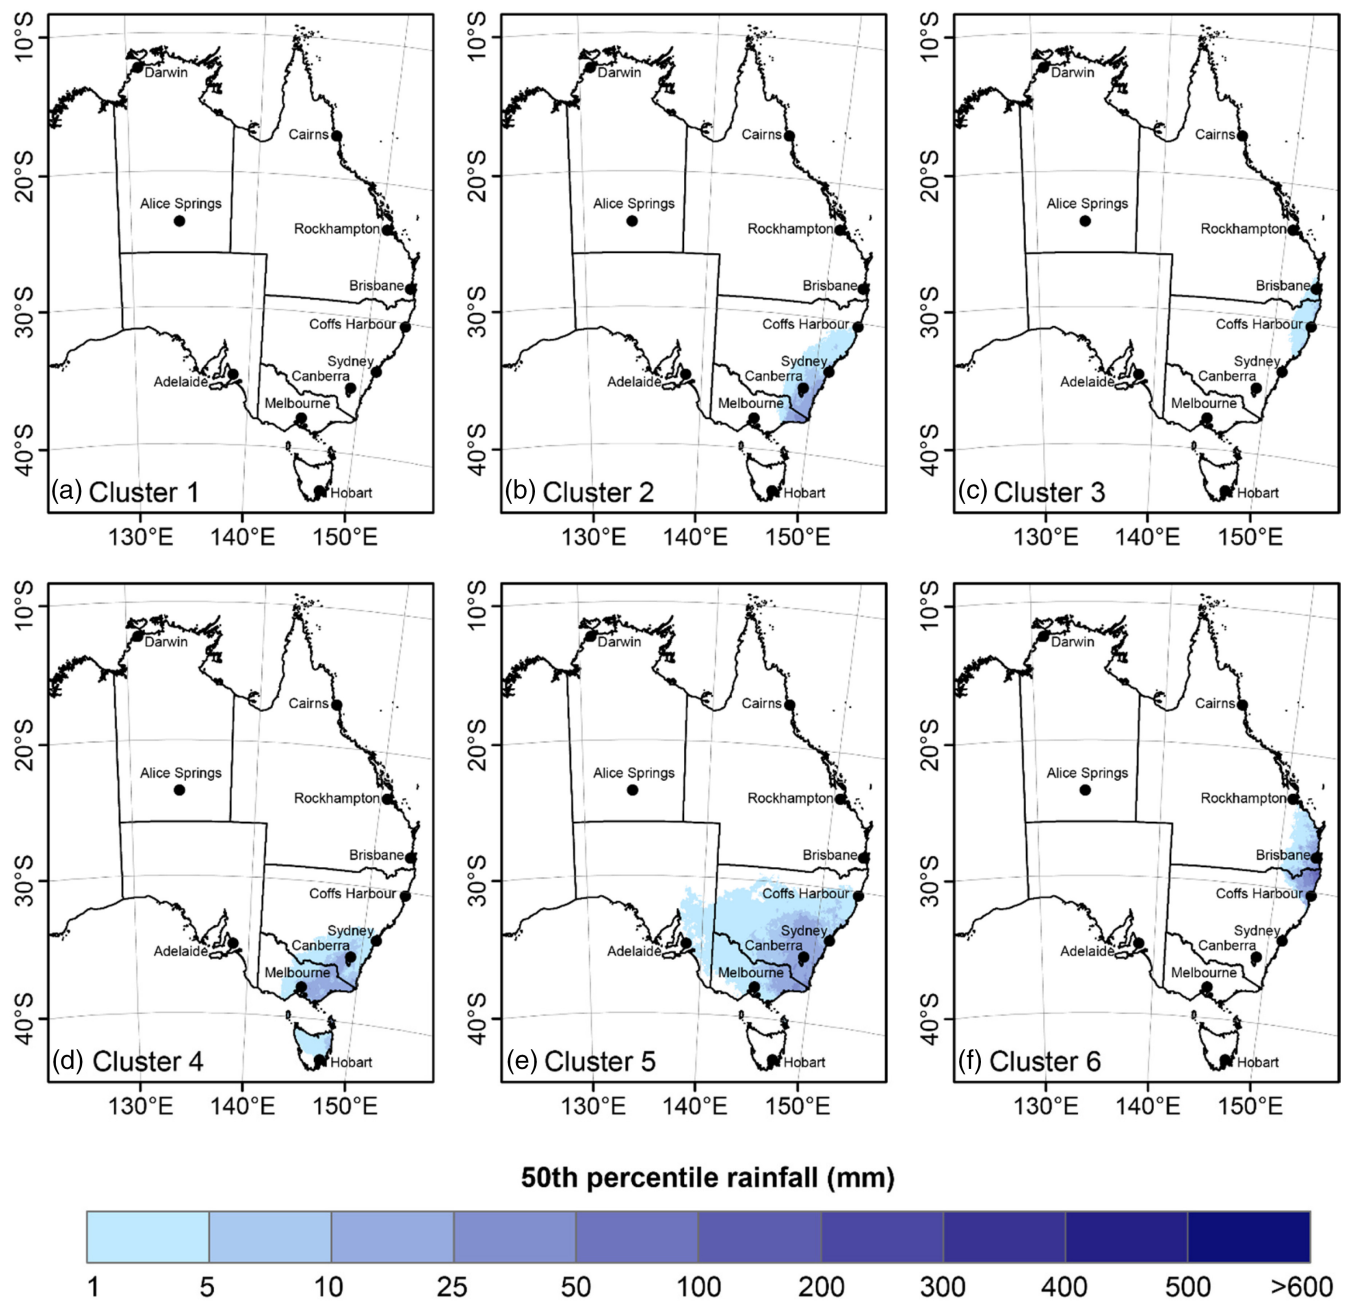 10°S
20°S
30°S
40°S
Darwin
Cairns
Alice Springs
Rockhampton
Brisbane
Coffs Harbour
Sydney
Canberra
Adelaide
Melbourne
Hobart
(a) Cluster 1
130°E 140°E 150°E
10°S
20°S
30°S
40°S
Darwin
Cairns
Alice Springs
Rockhampton
Brisbane
Coffs Harbour
Sydney
Canberra
Adelaide
Melbourne
Hobart
(b) Cluster 2
130°E 140°E 150°E
10°S
20°S
30°S
40°S
Darwin
Cairns
Alice Springs
Rockhampton
Brisbane
Coffs Harbour
Sydney
Canberra
Adelaide
Melbourne
Hobart
(c) Cluster 3
130°E 140°E 150°E
10°S
20°S
30°S
40°S
Darwin
Cairns
Alice Springs
Rockhampton
Brisbane
Coffs Harbour
Sydney
Canberra
Adelaide
Melbourne
Hobart
(d) Cluster 4
130°E 140°E 150°E
10°S
20°S
30°S
40°S
Darwin
Cairns
Alice Springs
Rockhampton
Brisbane
Coffs Harbour
Sydney
Canberra
Adelaide
Melbourne
Hobart
(e) Cluster 5
130°E 140°E 150°E
10°S
20°S
30°S
40°S
Darwin
Cairns
Alice Springs
Rockhampton
Brisbane
Coffs Harbour
Sydney
Canberra
Adelaide
Melbourne
Hobart
(f) Cluster 6
130°E 140°E 150°E
50th percentile rainfall (mm)
1 5 10 25 50 100 200 300 400 500 >600